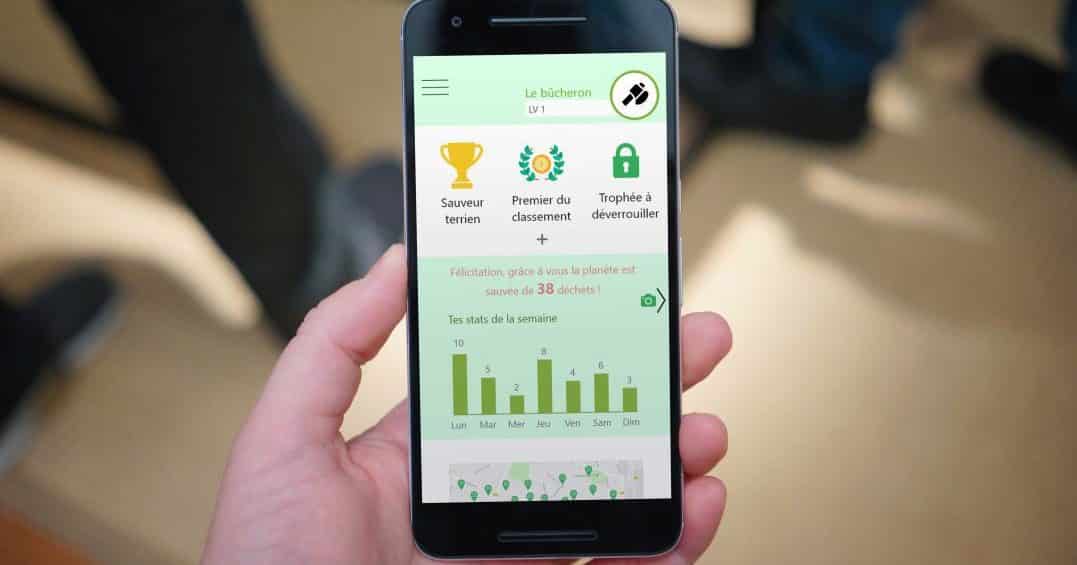 Le bûcheron
LV 1
Sauveur
terrien
Premier du
classement
Trophée à
déverrouiller
+
Félicitation, grâce à vous la planète est
sauvée de 38 déchets !
Tes stats de la semaine
10 5 2 8 4 6 3
Lun Mar Mer Jeu Ven Sam Dim